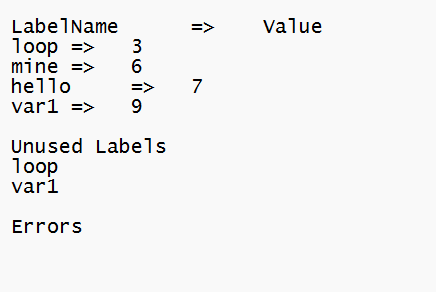 LabelName => Value
loop => 3
mine => 6
hello => 7
var1 => 9
Unused Labels
loop
var1
Errors